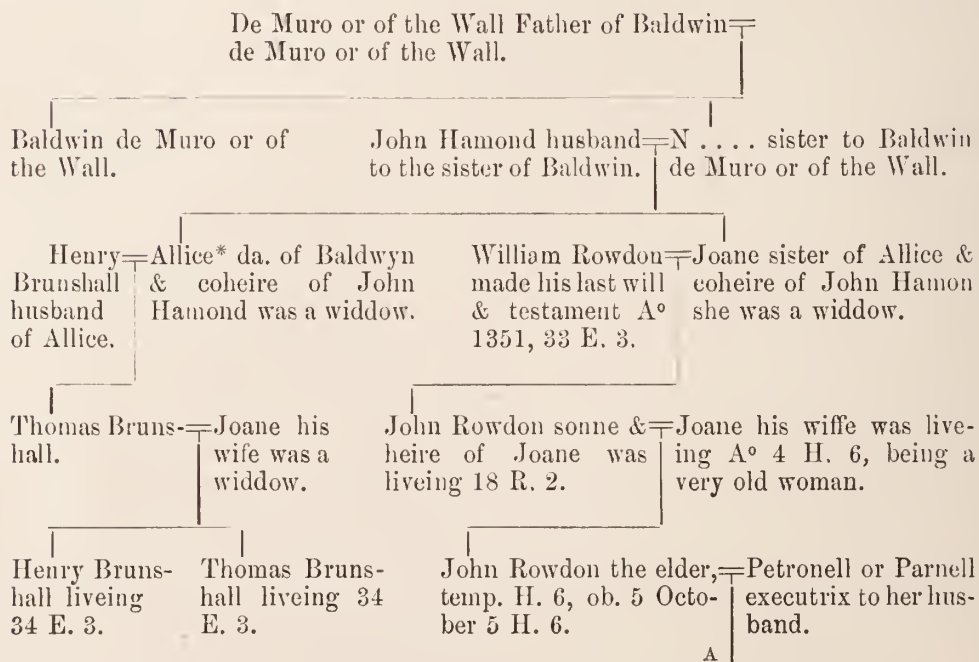 De Muro or of the Wall Father of Baldwin
de Muro or of the Wall.
Baldwin de Muro or of
the Wall.
John Hamond husband
to the sister of Baldwin.
N .... sister to Baldwin
de Muro or of the Wall.
Henry
Brunshall
husband
of Allice.
Allice* da. of Baldwyn
& coheire of John
Hamond was a widdow.
William Rowdon
made his last will
& testament Aº
1351, 33 E. 3.
Joane sister of Allice &
coheire of John Hamon
she was a widdow.
Thomas Bruns-
hall.
Joane his
wife was a
widdow.
John Rowdon sonne &
heire of Joane was
liveing 18 R. 2.
Joane his wiffe was live-
ing Aº 4 H. 6, being a
very old woman.
Henry Bruns-
hall liveing
34 E. 3.
Thomas Bruns-
hall liveing 34
E. 3.
John Rowdon the elder,
temp. H. 6, ob. 5 Octo-
ber 5 H. 6.
Petronell or Parnell
executrix to her hus-
band.
A